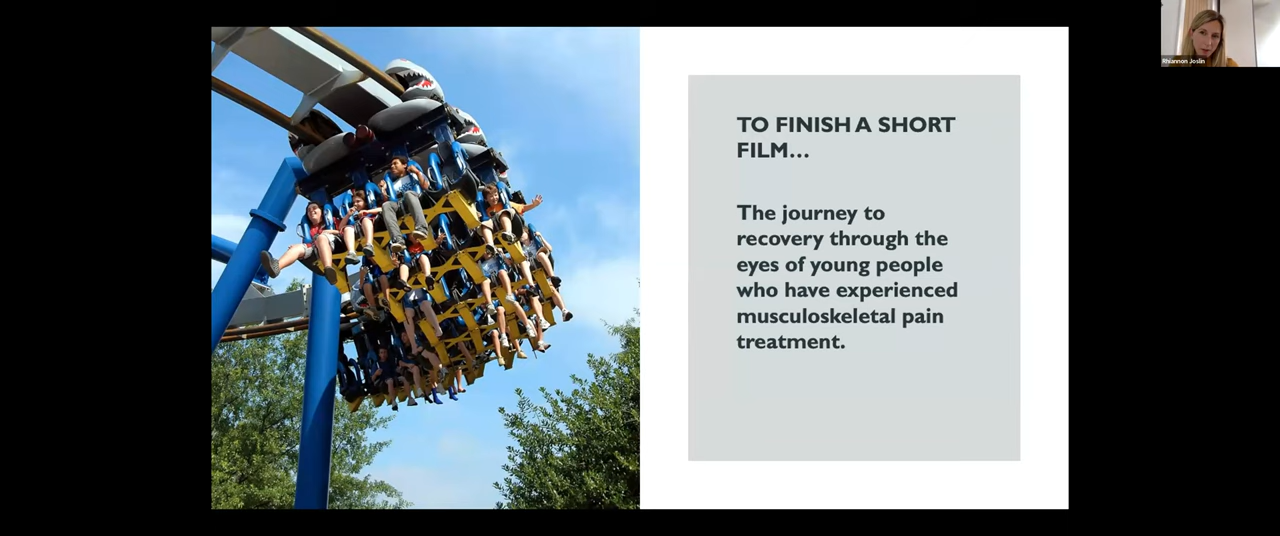 Rhiannon Joslin
TO FINISH A SHORT
FILM...
The journey to
recovery through the
eyes of young people
who have experienced
musculoskeletal pain
treatment.